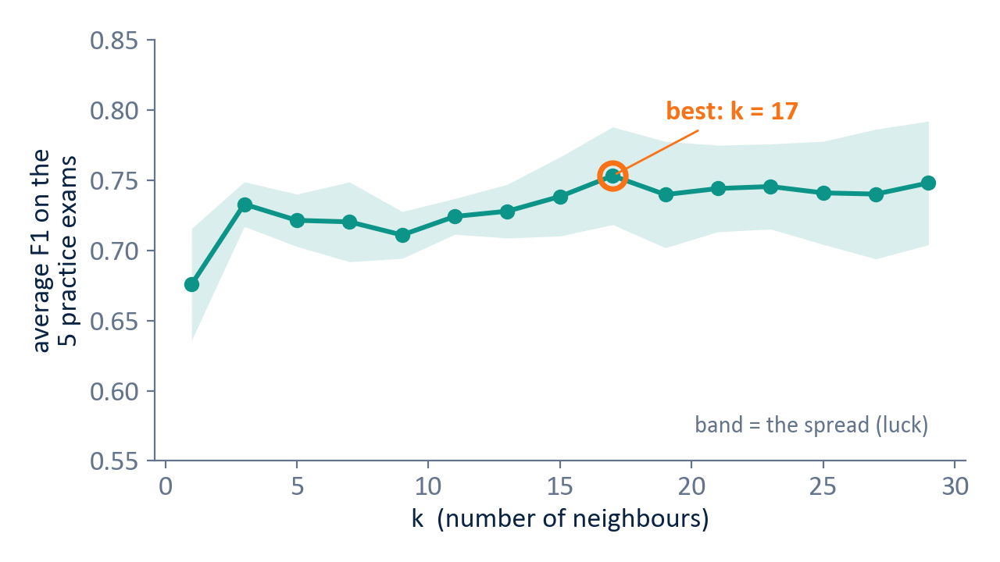 0.85
0.80
0.75
0.70
0.65
0.60
0.55
average F1 on the
5 practice exams
best: k = 17
band = the spread (luck)
0 5 10 15 20 25 30
k (number of neighbours)